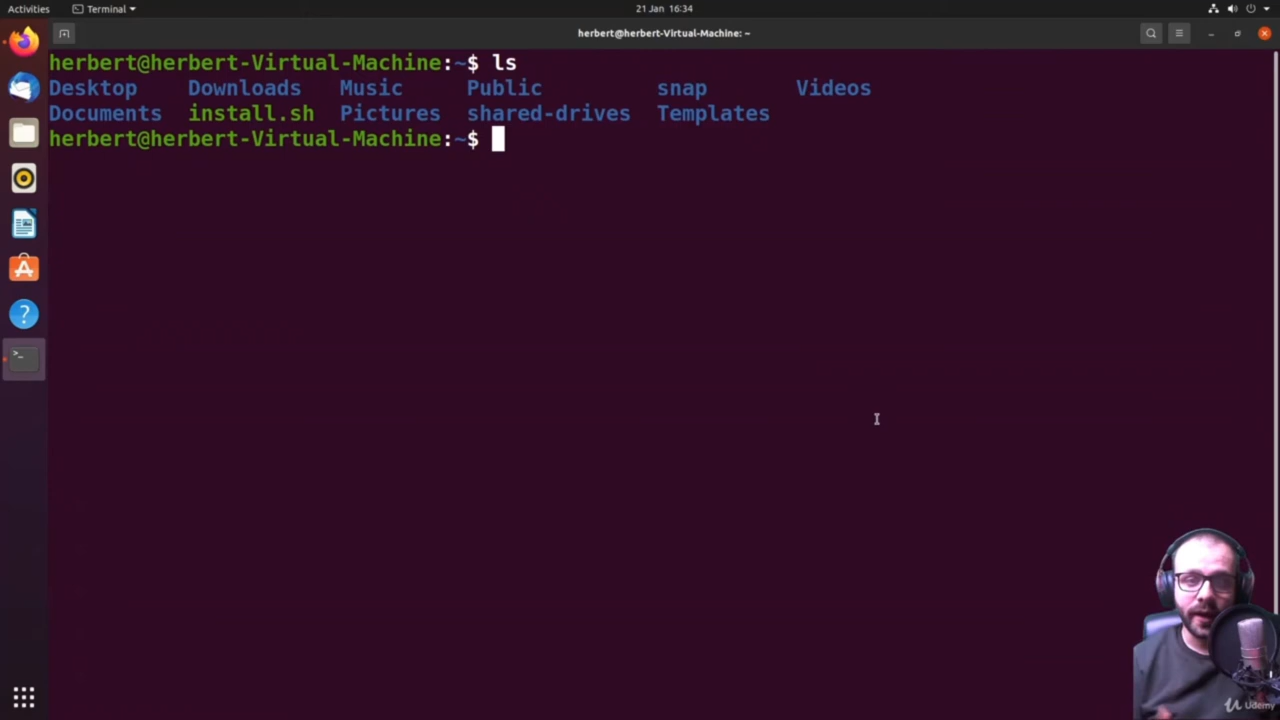 Activities Terminal 21 Jan 16:34
herbert@herbert-Virtual-Machine: ~
herbert@herbert-Virtual-Machine:~$ ls
Desktop Downloads Music Public snap Videos
Documents install.sh Pictures shared-drives Templates
herbert@herbert-Virtual-Machine:~$
Udemy